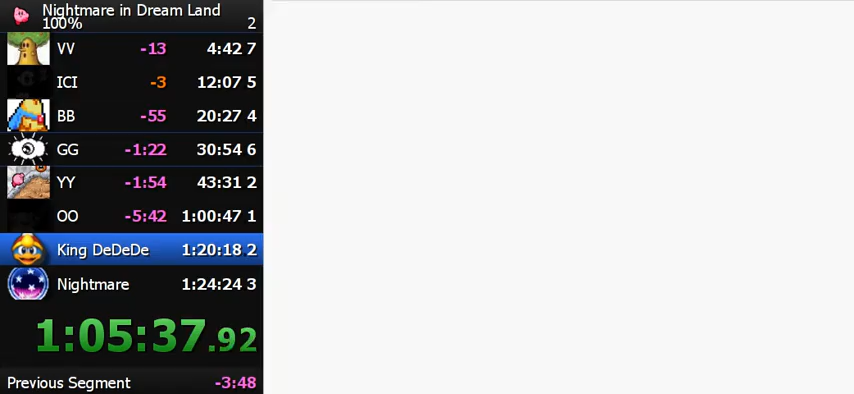 Nightmare in Dream Land
100% 2
VV -13 4:42 7
ICI -3 12:07 5
BB -55 20:27 4
GG -1:22 30:54 6
YY -1:54 43:31 2
OO -5:42 1:00:47 1
King DeDeDe 1:20:18 2
Nightmare 1:24:24 3
1:05:37.92
Previous Segment -3:48